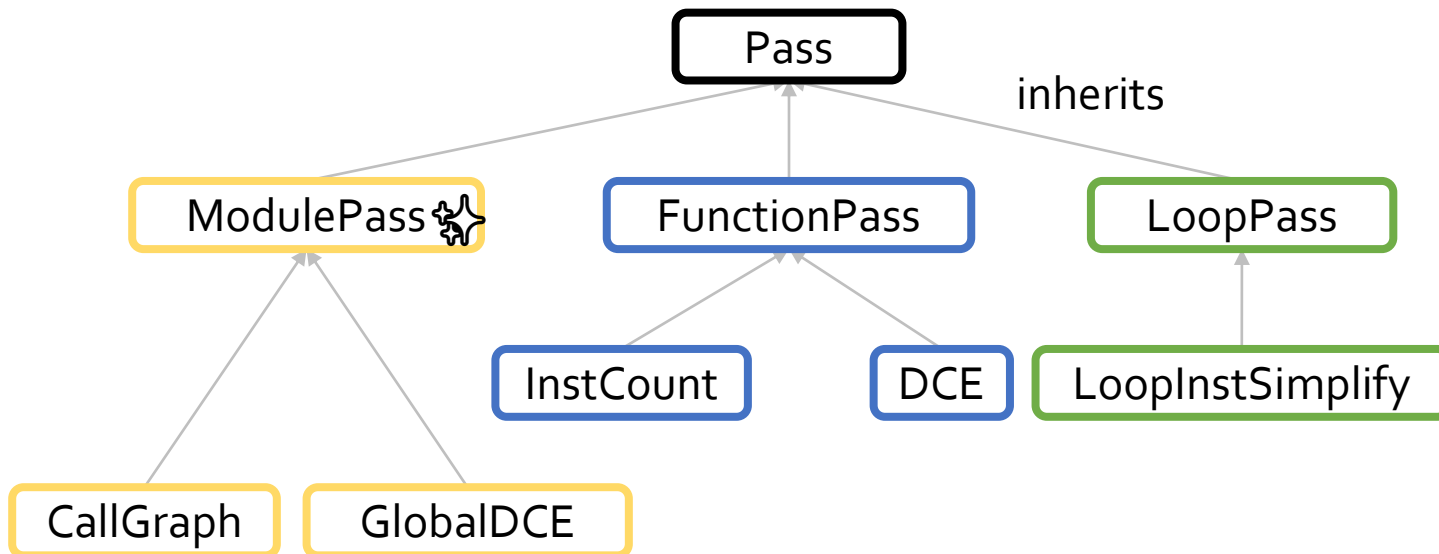 Pass
inherits
ModulePass
FunctionPass
LoopPass
InstCount
DCE
LoopInstSimplify
CallGraph
GlobalDCE